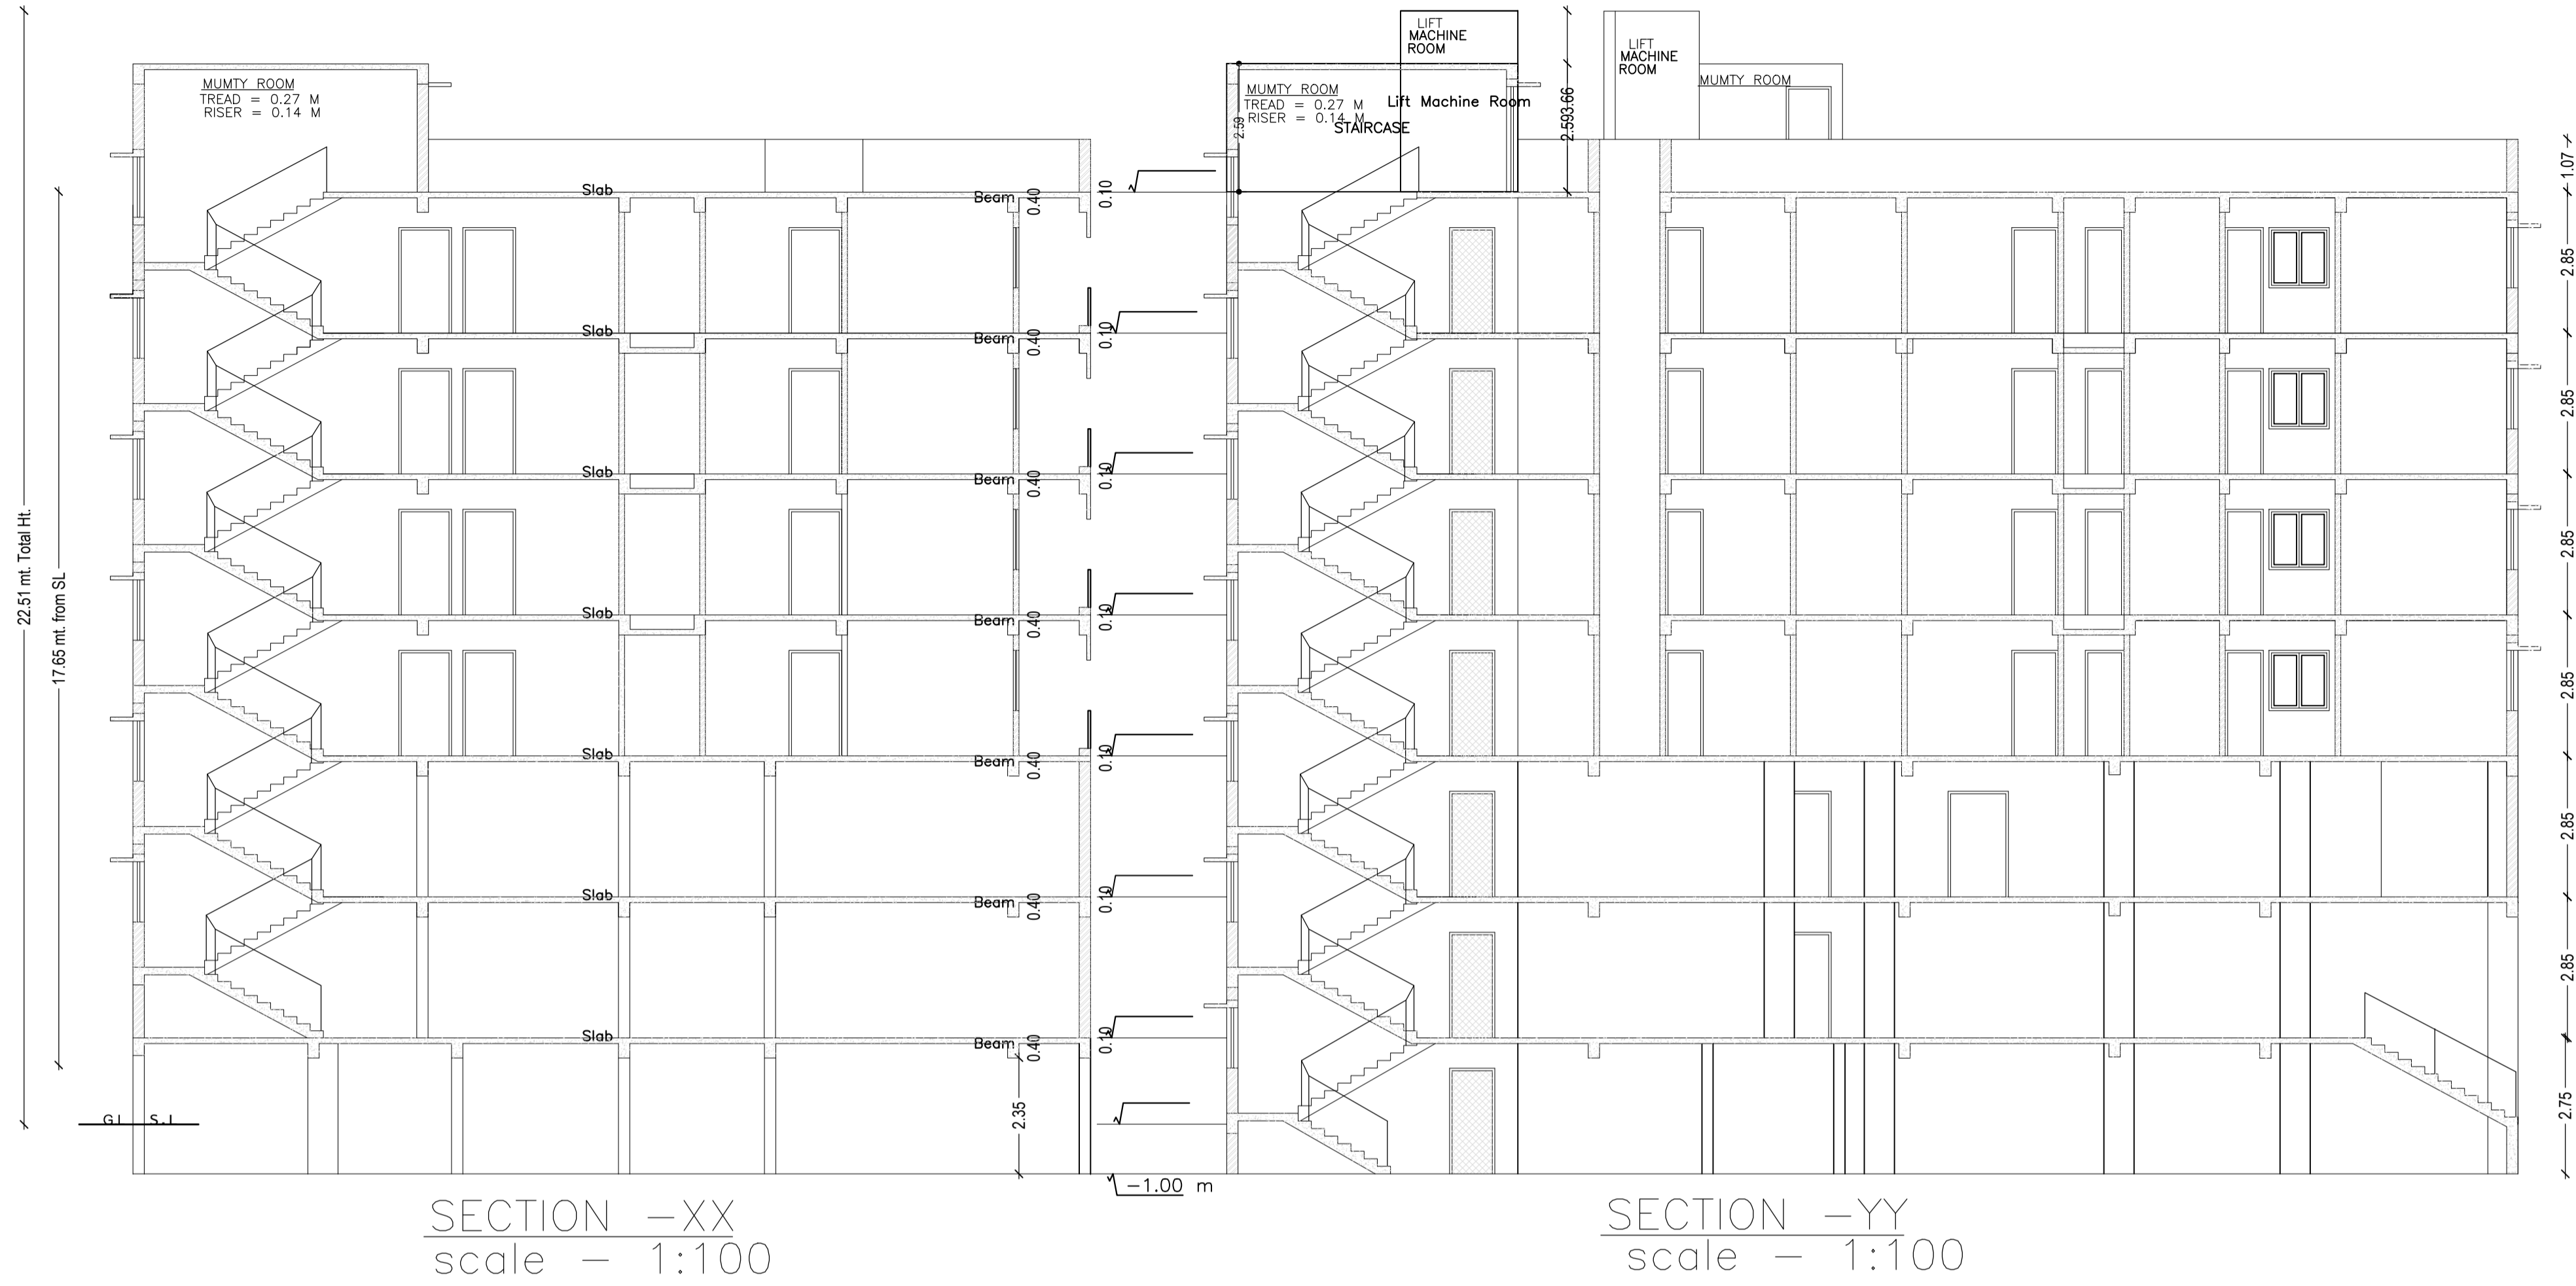 LIFT
MACHINE
ROOM
LIFT
MACHINE
ROOM
MUMTY ROOM
TREAD = 0.27 M
RISER = 0.14 M
MUMTY ROOM
TREAD = 0.27 M
RISER = 0.14 M
Lift Machine Room
STAIRCASE
MUMTY ROOM
2.59
2.59
3.66
1.07
22.51 mt. Total Ht.
17.65 mt. from SL
Slab
Beam
0.40
0.10
2.85
Slab
Beam
0.40
0.10
2.85
Slab
Beam
0.40
0.10
2.85
Slab
Beam
0.40
0.10
2.85
Slab
Beam
0.40
0.10
2.85
Slab
Beam
0.40
0.10
2.85
Slab
Beam
0.40
0.10
2.35
2.75
−1.00 m
SECTION −XX
scale − 1:100
SECTION −YY
scale − 1:100